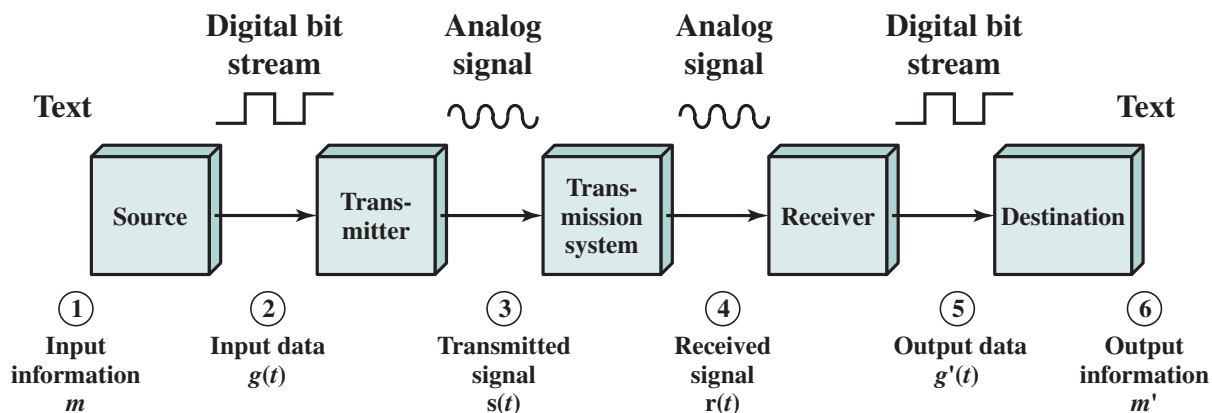 Digital bit
stream
Analog
signal
Analog
signal
Digital bit
stream
Text
Text
Source
Trans-
mitter
Trans-
mission
system
Receiver
Destination
1
Input
information
m
2
Input data
g(t)
3
Transmitted
signal
s(t)
4
Received
signal
r(t)
5
Output data
g'(t)
6
Output
information
m'